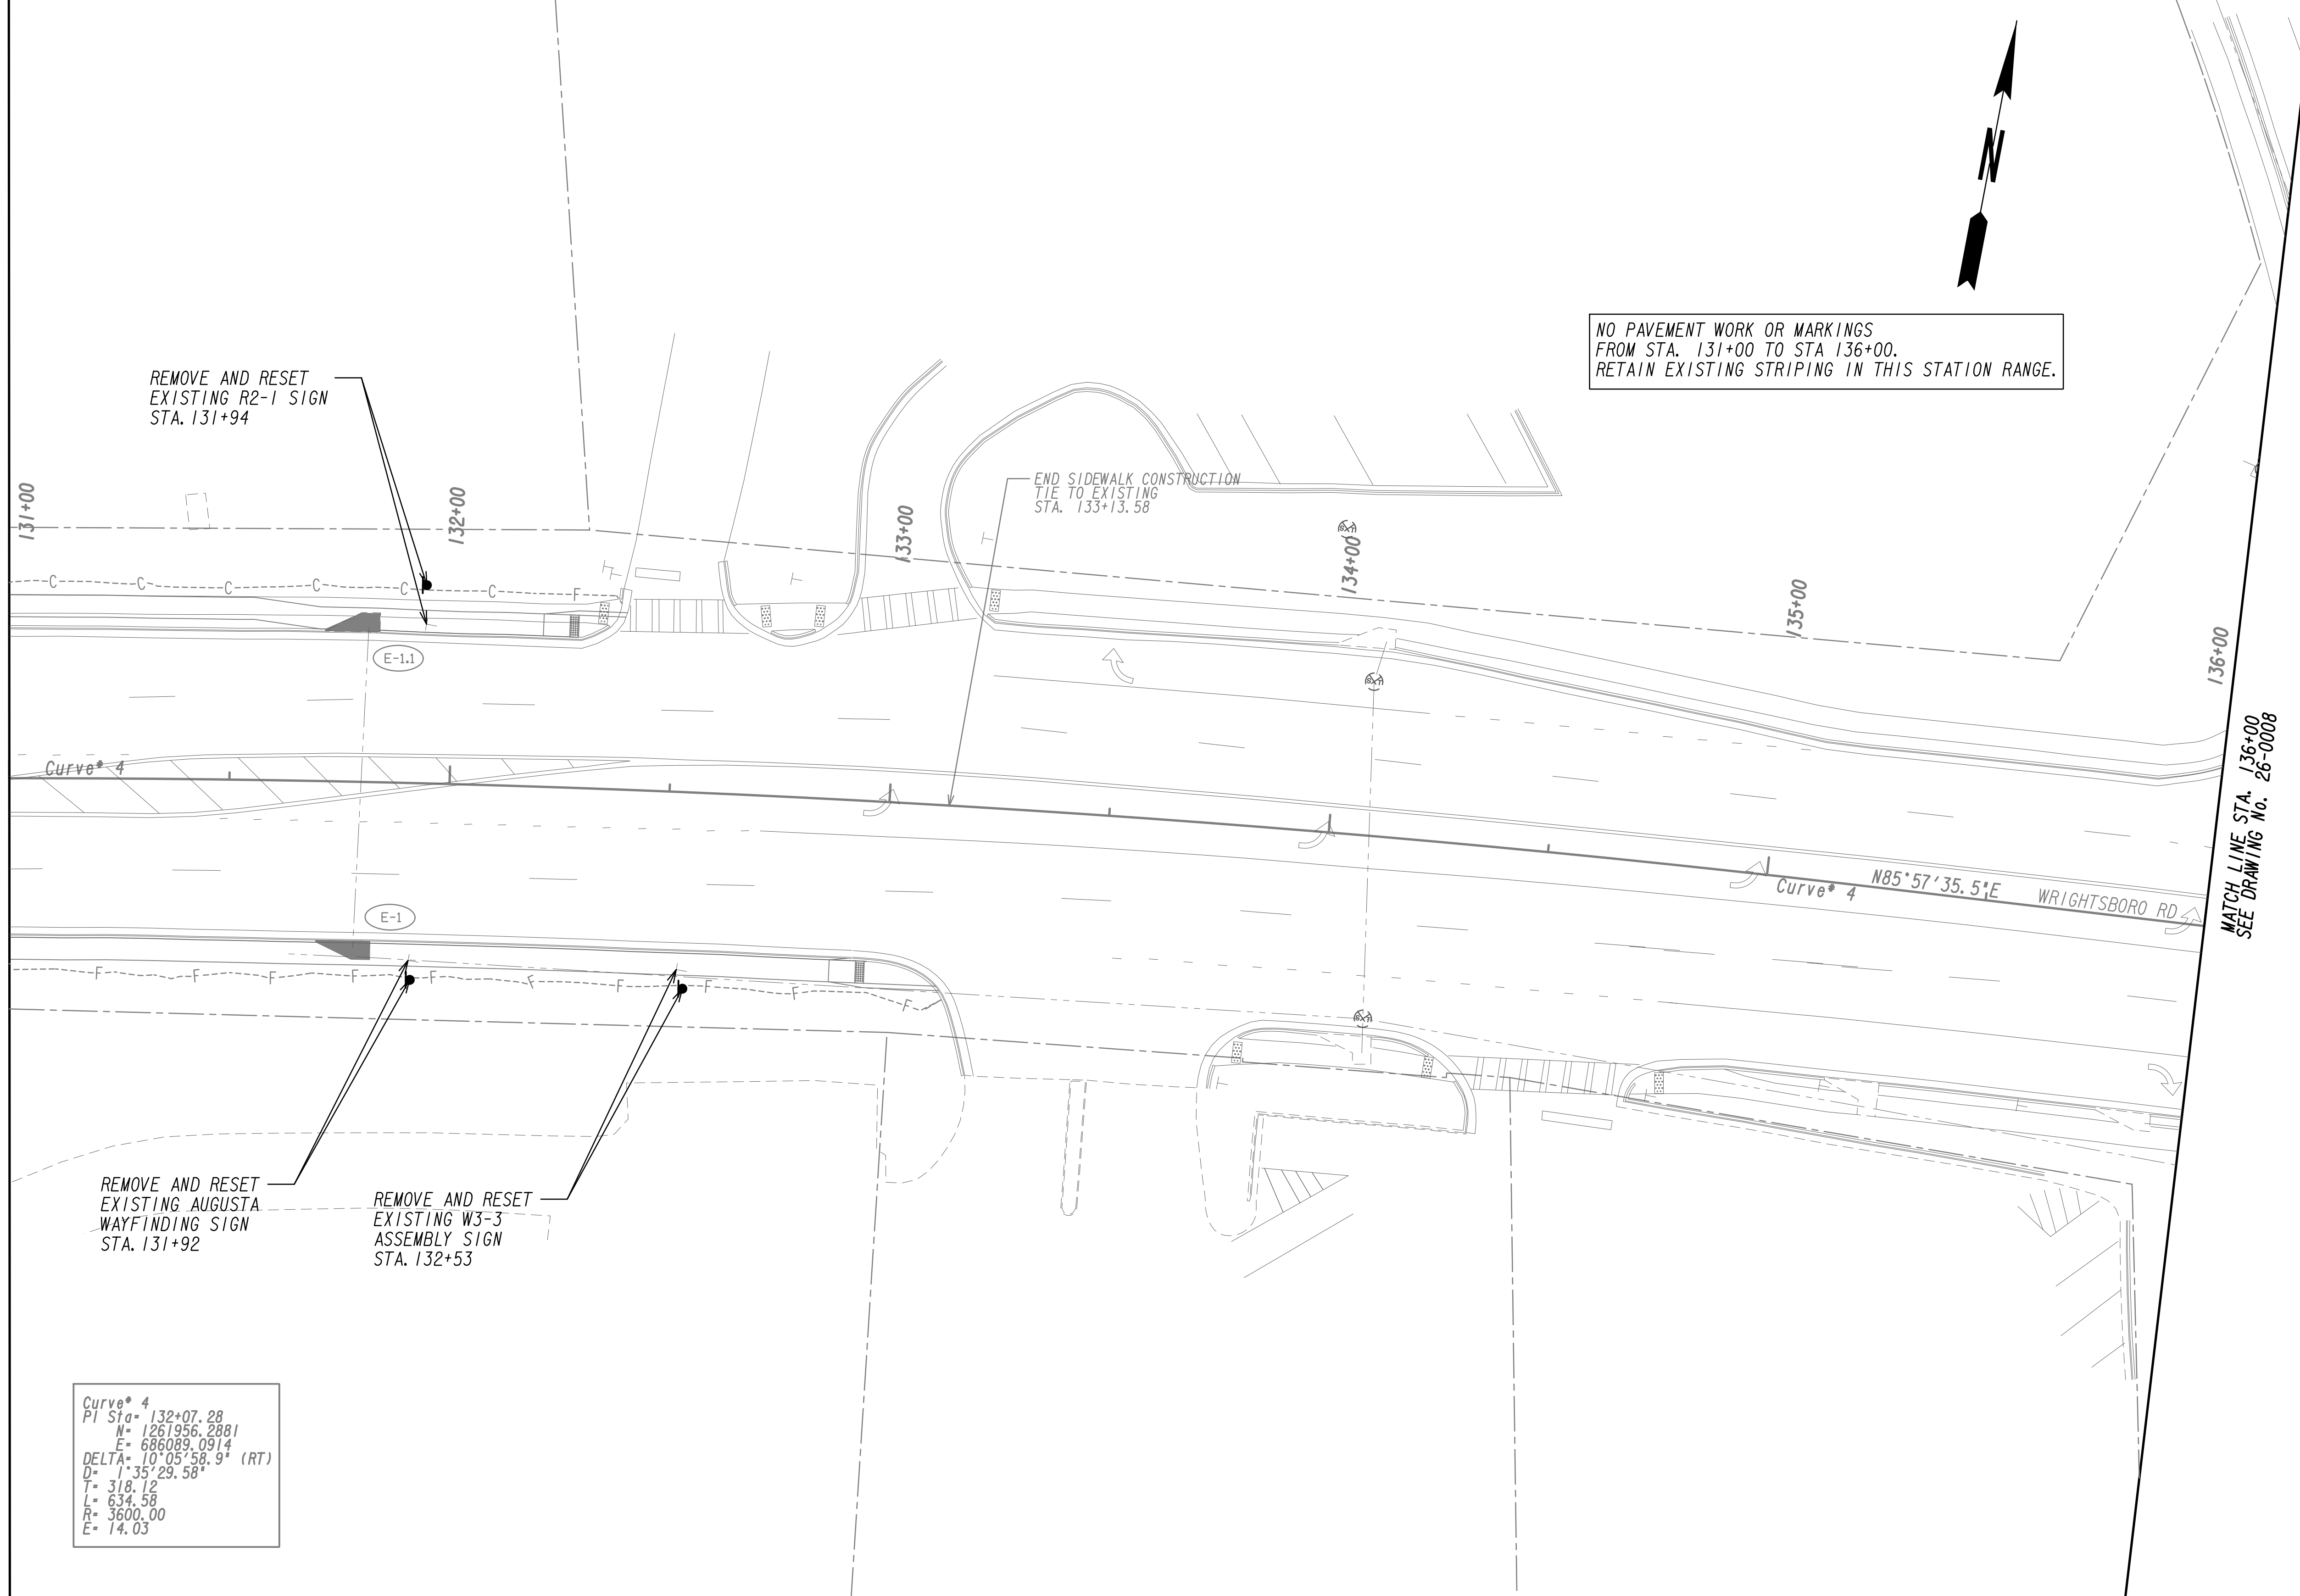 N
NO PAVEMENT WORK OR MARKINGS
FROM STA. 131+00 TO STA 136+00.
RETAIN EXISTING STRIPING IN THIS STATION RANGE.
REMOVE AND RESET
EXISTING R2-1 SIGN
STA. 131+94
END SIDEWALK CONSTRUCTION
TIE TO EXISTING
STA. 133+13.58
131+00
132+00
133+00
134+00
135+00
136+00
C C C C C C F
E-1.1
MATCH LINE STA. 136+00
SEE DRAWING No. 26-0008
Curve# 4
Curve# 4
N85°57'35.5"E
WRIGHTSBORO RD
E-1
F F F F F F F F F F
REMOVE AND RESET
EXISTING AUGUSTA
WAYFINDING SIGN
STA. 131+92
REMOVE AND RESET
EXISTING W3-3
ASSEMBLY SIGN
STA. 132+53
Curve# 4
PI Sta= 132+07.28
N= 1261956.2881
E= 686089.0914
DELTA= 10°05'58.9" (RT)
D= 1°35'29.58"
T= 318.12
L= 634.58
R= 3600.00
E= 14.03